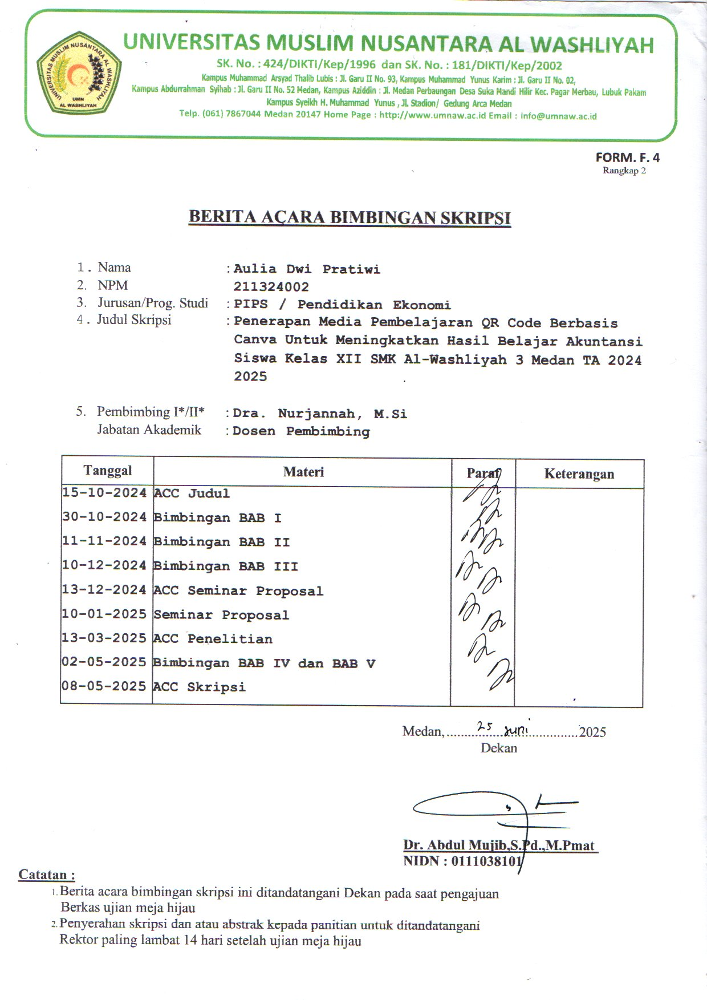 UNIVERSITAS MUSLIM NUSANTARA AL WASHLIYAH
UMN
AL WASHLIYAH
UNIVERSITAS MUSLIM NUSANTARA AL WASHLIYAH
SK. No. : 424/DIKTI/Kep/1996 dan SK. No. : 181/DIKTI/Kep/2002
Kampus Muhammad Arsyad Thalib Lubis : Jl. Garu II No. 93, Kampus Muhammad Yunus Karim : Jl. Garu II No. 02,
Kampus Abdurrahman Syihab : Jl. Garu II No. 52 Medan, Kampus Aziddin : Jl. Medan Perbaungan Desa Suka Mandi Hilir Kec. Pagar Merbau, Lubuk Pakam
Kampus Syeikh H. Muhammad Yunus , Jl. Stadion/ Gedung Arca Medan
Telp. (061) 7867044 Medan 20147 Home Page : http://www.umnaw.ac.id Email : info@umnaw.ac.id
FORM. F. 4
Rangkap 2
BERITA ACARA BIMBINGAN SKRIPSI
1. Nama : Aulia Dwi Pratiwi
2. NPM 211324002
3. Jurusan/Prog. Studi : PIPS / Pendidikan Ekonomi
4. Judul Skripsi : Penerapan Media Pembelajaran QR Code Berbasis
Canva Untuk Meningkatkan Hasil Belajar Akuntansi
Siswa Kelas XII SMK Al-Washliyah 3 Medan TA 2024
2025
5. Pembimbing I*/II* : Dra. Nurjannah, M.Si
Jabatan Akademik : Dosen Pembimbing
Tanggal Materi Paraf Keterangan
15-10-2024 ACC Judul
30-10-2024 Bimbingan BAB I
11-11-2024 Bimbingan BAB II
10-12-2024 Bimbingan BAB III
13-12-2024 ACC Seminar Proposal
10-01-2025 Seminar Proposal
13-03-2025 ACC Penelitian
02-05-2025 Bimbingan BAB IV dan BAB V
08-05-2025 ACC Skripsi
Medan, 25 Juni 2025
Dekan
Dr. Abdul Mujib,S.Pd.,M.Pmat
NIDN : 0111038101
Catatan :
1. Berita acara bimbingan skripsi ini ditandatangani Dekan pada saat pengajuan
Berkas ujian meja hijau
2. Penyerahan skripsi dan atau abstrak kepada panitian untuk ditandatangani
Rektor paling lambat 14 hari setelah ujian meja hijau